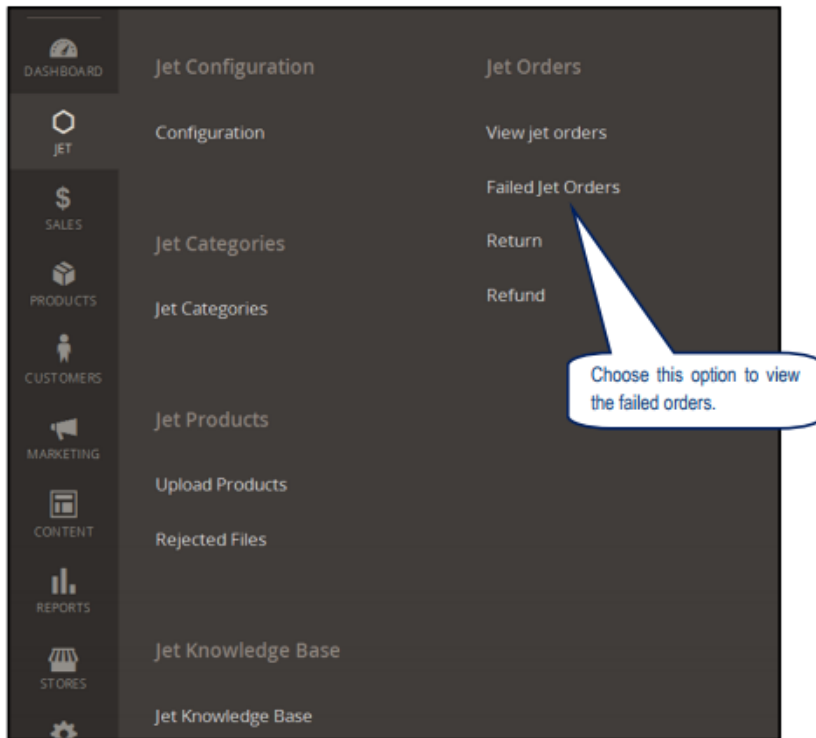 DASHBOARD
JET
SALES
PRODUCTS
CUSTOMERS
MARKETING
CONTENT
REPORTS
STORES
Jet Configuration
Configuration
Jet Categories
Jet Categories
Jet Products
Upload Products
Rejected Files
Jet Knowledge Base
Jet Knowledge Base
Jet Orders
View jet orders
Failed Jet Orders
Return
Refund
Choose this option to view
the failed orders.